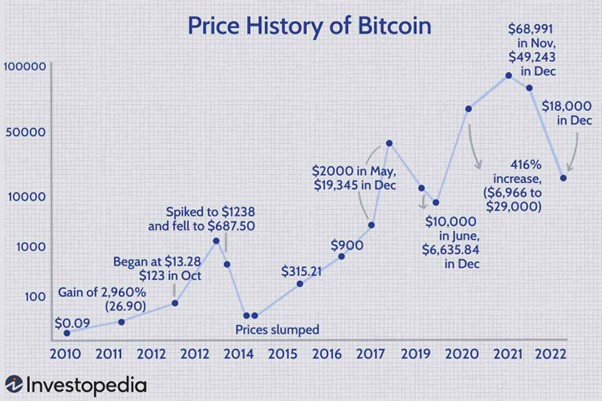 Price History of Bitcoin
$68,991
in Nov,
$49,243
in Dec
100000
50000
10000
1000
100
$18,000
in Dec
416%
increase,
($6,966 to
$29,000)
$2000 in May,
$19,345 in Dec
$10,000
in June,
$6,635.84
in Dec
Spiked to $1238
and fell to $687.50
$900
Began at $13.28
$123 in Oct
$315.21
Gain of 2,960%
(26.90)
$0.09
Prices slumped
2010 2011 2012 2012 2014 2015 2016 2017 2019 2020 2021 2022
Investopedia